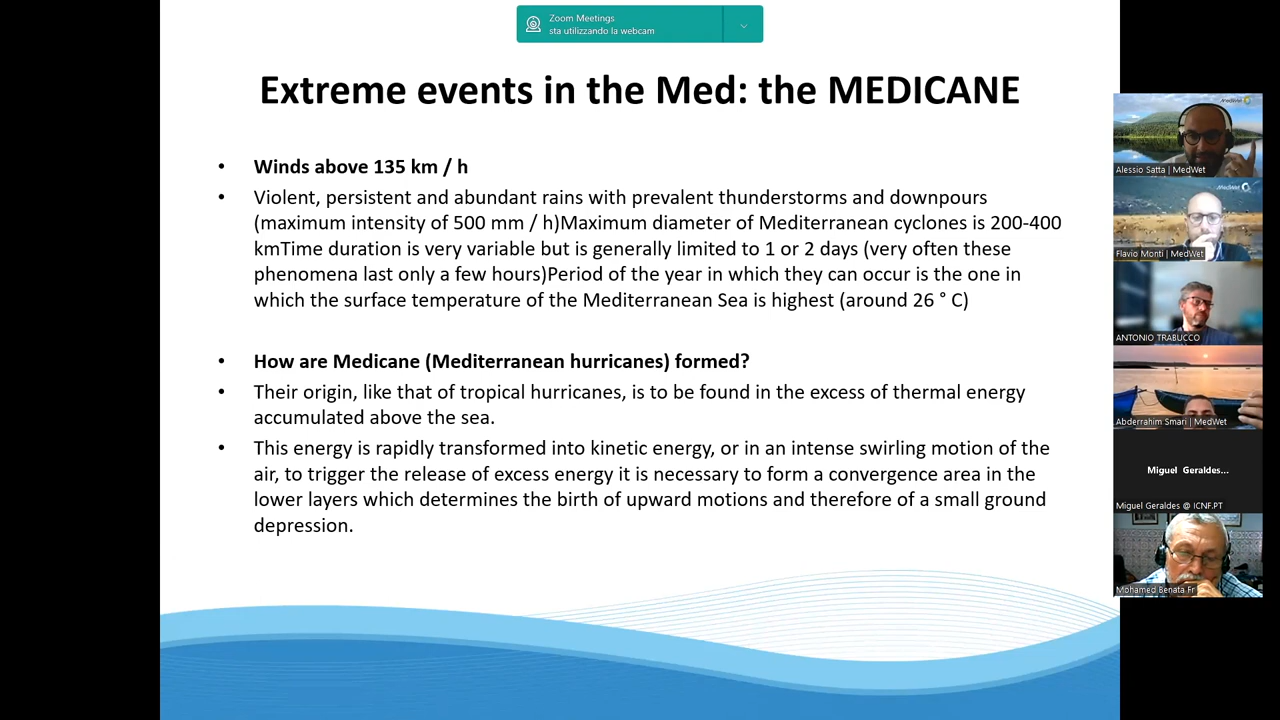 Zoom Meetings
sta utilizzando la webcam
Extreme events in the Med: the MEDICANE
• Winds above 135 km / h
• Violent, persistent and abundant rains with prevalent thunderstorms and downpours
(maximum intensity of 500 mm / h)Maximum diameter of Mediterranean cyclones is 200-400
kmTime duration is very variable but is generally limited to 1 or 2 days (very often these
phenomena last only a few hours)Period of the year in which they can occur is the one in
which the surface temperature of the Mediterranean Sea is highest (around 26 ° C)
• How are Medicane (Mediterranean hurricanes) formed?
• Their origin, like that of tropical hurricanes, is to be found in the excess of thermal energy
accumulated above the sea.
• This energy is rapidly transformed into kinetic energy, or in an intense swirling motion of the
air, to trigger the release of excess energy it is necessary to form a convergence area in the
lower layers which determines the birth of upward motions and therefore of a small ground
depression.
MedWet
Alessio Satta | MedWet
MedWet
Flavio Monti | MedWet
ANTONIO TRABUCCO
Abderrahim Smari | MedWet
Miguel Geraldes...
Miguel Geraldes @ ICNF.PT
Mohamed Benata Fr